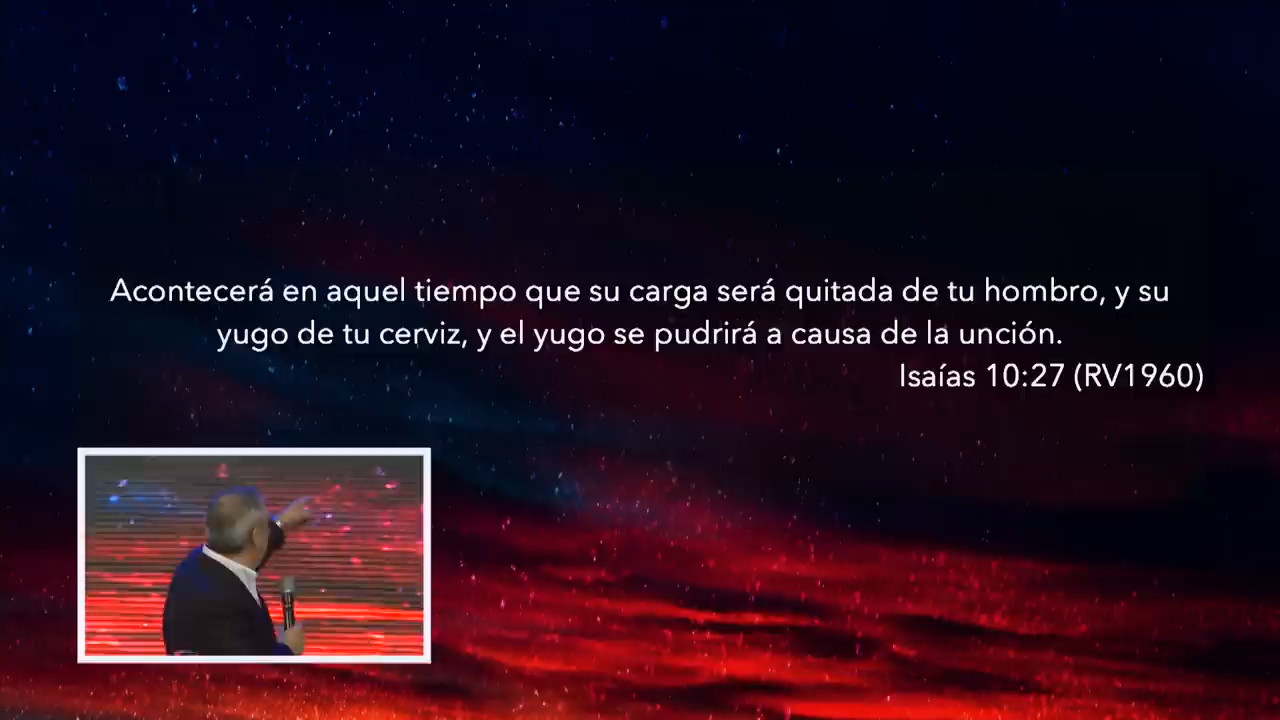 Acontecerá en aquel tiempo que su carga será quitada de tu hombro, y su
yugo de tu cerviz, y el yugo se pudrirá a causa de la unción.
Isaías 10:27 (RV1960)